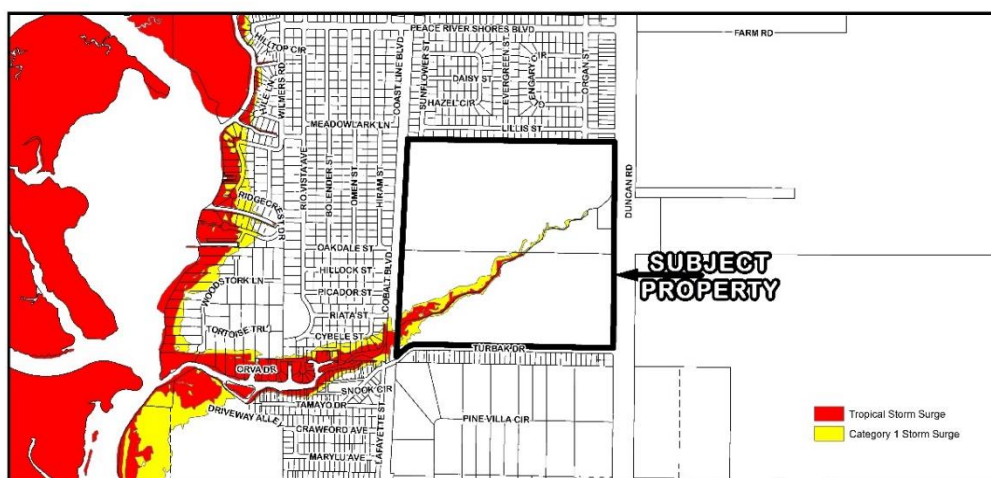 PEACE RIVER SHORES BLVD
FARM RD
HILLTOP CIR
WILMERS RD
COAST LINE BLVD
SUNFLOWER ST
DAISY ST
EVERGREEN ST
CIR
ORGAN ST
HAZEL CIR
MEADOWLARK LN
LILLIS ST
RIO VISTA AVE
BOLENDER ST
OMEN ST
HIRAM ST
DUNCAN RD
RIDGECREST DR
OAKDALE ST
COBALT BLVD
HILLOCK ST
SUBJECT
PROPERTY
WOODSTORK LN
PICADOR ST
RIATA ST
TORTOISE TRL
CYBELE ST
TURBAK DR
ORVA DR
SNOOK CIR
TAMAYO DR
DRIVEWAY ALLEY
LAFAYETTE ST
CRAWFORD AVE
PINE VILLA CIR
MARYLU AVE
Tropical Storm Surge
Category 1 Storm Surge